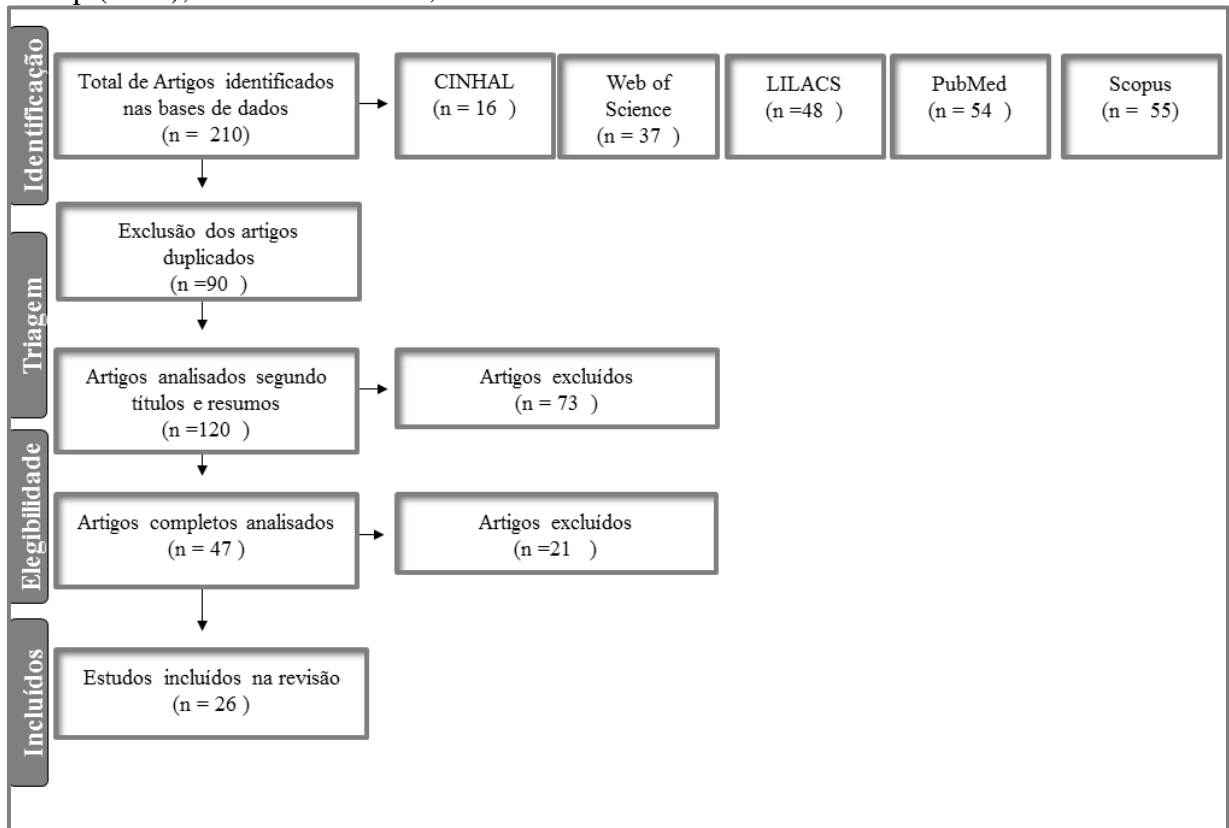 Identificação
Total de Artigos identificados
nas bases de dados
(n = 210)
CINHAL
(n = 16 )
Web of
Science
(n = 37 )
LILACS
(n =48 )
PubMed
(n = 54 )
Scopus
(n = 55)
Triagem
Exclusão dos artigos
duplicados
(n =90 )
Artigos analisados segundo
títulos e resumos
(n =120 )
Artigos excluídos
(n = 73 )
Elegibilidade
Artigos completos analisados
(n = 47 )
Artigos excluídos
(n =21 )
Incluídos
Estudos incluídos na revisão
(n = 26 )